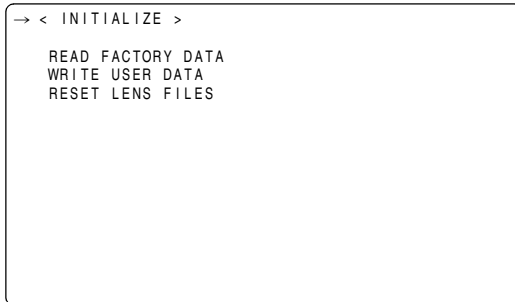 → < INITIALIZE >
READ FACTORY DATA
WRITE USER DATA
RESET LENS FILES